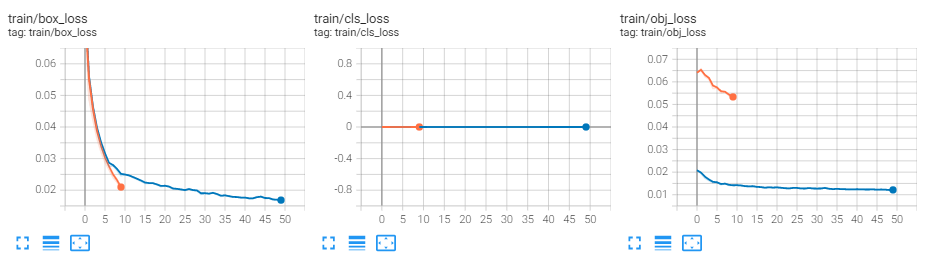 train/box_loss
tag: train/box_loss
0.06
0.05
0.04
0.03
0.02
0 5 10 15 20 25 30 35 40 45 50
train/cls_loss
tag: train/cls_loss
0.8
0.4
0
-0.4
-0.8
0 5 10 15 20 25 30 35 40 45 50
train/obj_loss
tag: train/obj_loss
0.07
0.06
0.05
0.04
0.03
0.02
0.01
0 5 10 15 20 25 30 35 40 45 50